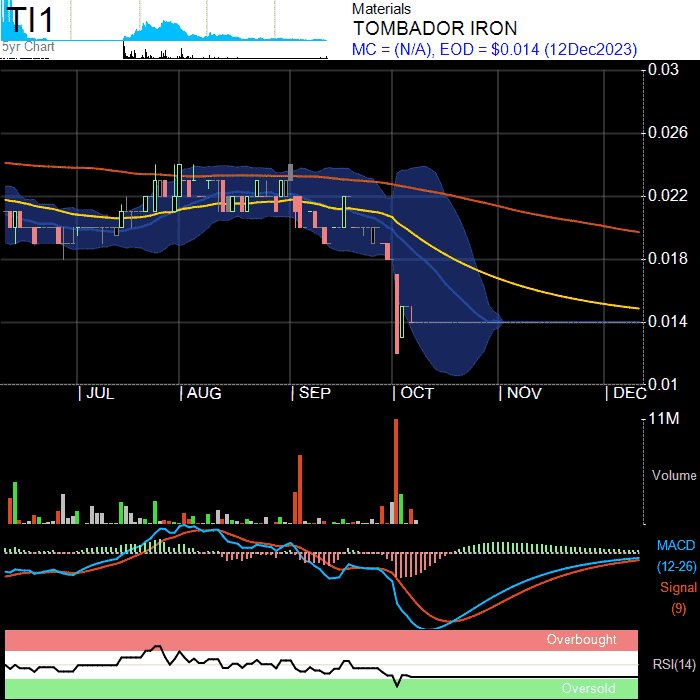 TI1
5yr Chart
Materials
TOMBADOR IRON
MC = (N/A), EOD = $0.014 (12Dec2023)
0.03
0.026
0.022
0.018
0.014
0.01
| JUL | AUG | SEP | OCT | NOV | DEC
11M
Volume
MACD
(12-26)
Signal
(9)
Overbought
RSI(14)
Oversold